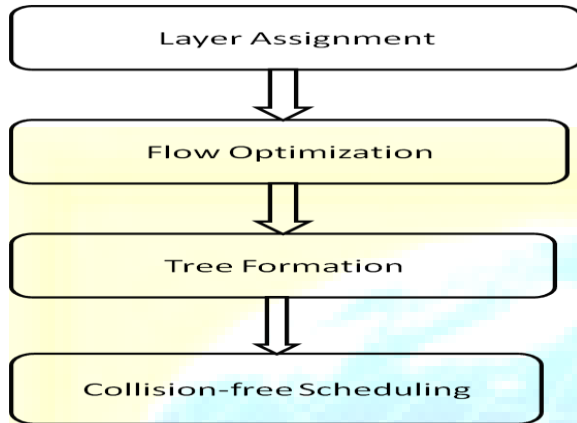 Layer Assignment
Flow Optimization
Tree Formation
Collision-free Scheduling